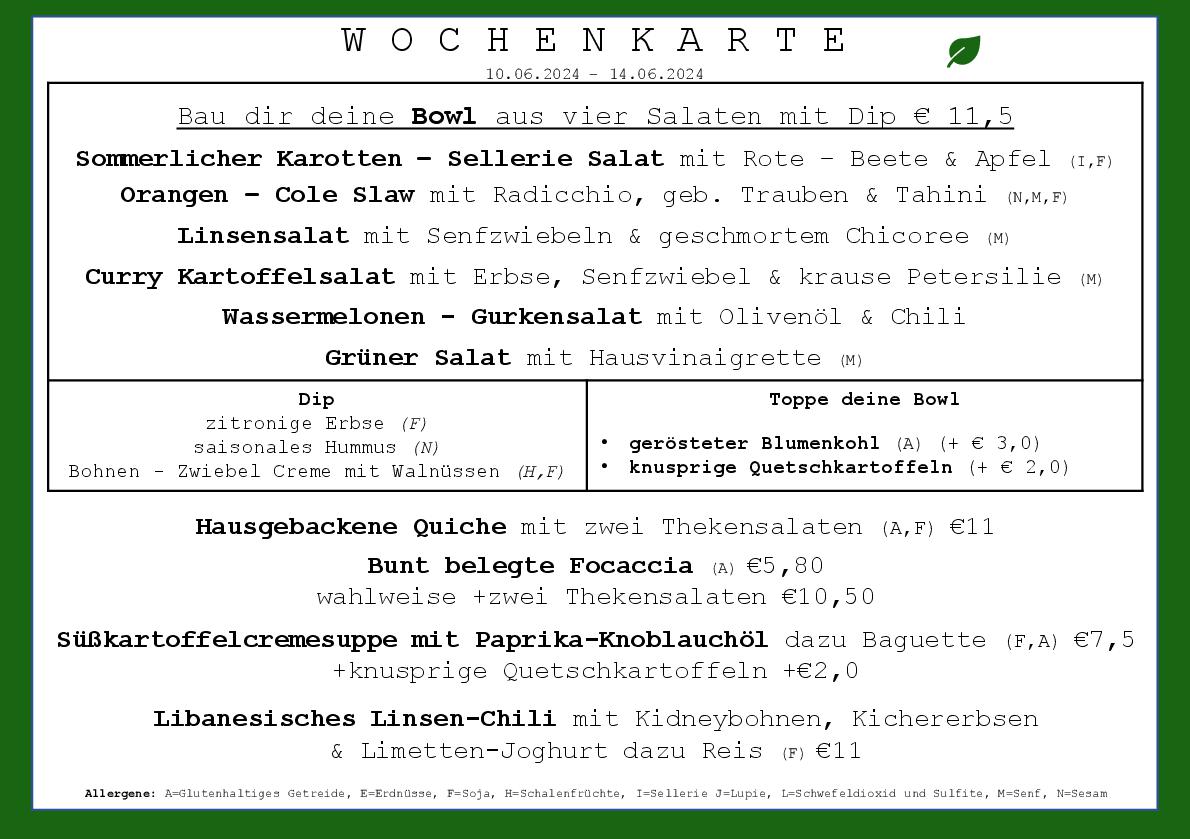 WOCHENKARTE
10.06.2024 – 14.06.2024
Bau dir deine Bowl aus vier Salaten mit Dip € 11,5
Sommerlicher Karotten – Sellerie Salat mit Rote – Beete & Apfel (I,F)
Orangen – Cole Slaw mit Radicchio, geb. Trauben & Tahini (N,M,F)
Linsensalat mit Senfzwiebeln & geschmortem Chicoree (M)
Curry Kartoffelsalat mit Erbse, Senfzwiebel & krause Petersilie (M)
Wassermelonen - Gurkensalat mit Olivenöl & Chili
Grüner Salat mit Hausvinaigrette (M)
Dip
zitronige Erbse (F)
saisonales Hummus (N)
Bohnen - Zwiebel Creme mit Walnüssen (H,F)
Toppe deine Bowl
• gerösteter Blumenkohl (A) (+ € 3,0)
• knusprige Quetschkartoffeln (+ € 2,0)
Hausgebackene Quiche mit zwei Thekensalaten (A,F) €11
Bunt belegte Focaccia (A) €5,80
wahlweise +zwei Thekensalaten €10,50
Süßkartoffelcremesuppe mit Paprika-Knoblauchöl dazu Baguette (F,A) €7,5
+knusprige Quetschkartoffeln +€2,0
Libanesisches Linsen-Chili mit Kidneybohnen, Kichererbsen
& Limetten-Joghurt dazu Reis (F) €11
Allergene: A=Glutenhaltiges Getreide, E=Erdnüsse, F=Soja, H=Schalenfrüchte, I=Sellerie J=Lupie, L=Schwefeldioxid und Sulfite, M=Senf, N=Sesam